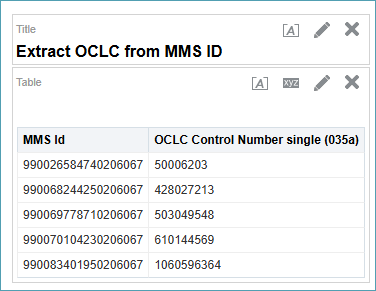 Title
[A]
Extract OCLC from MMS ID
Table
[A] xyz
MMS Id OCLC Control Number single (035a)
990026584740206067 50006203
990068244250206067 428027213
990069778710206067 503049548
990070104230206067 610144569
990083401950206067 1060596364